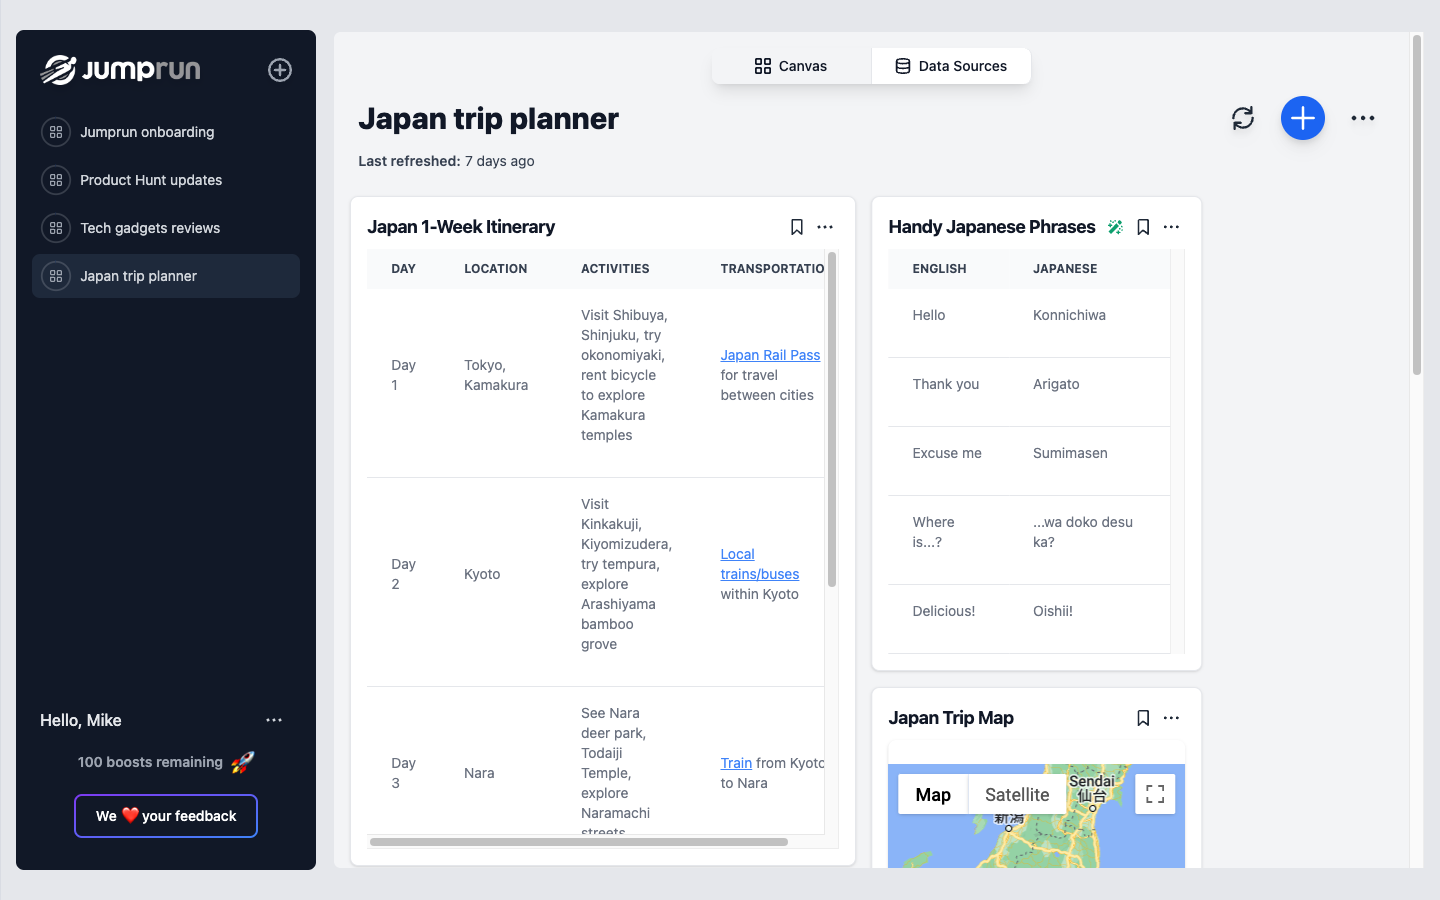 Jumprun
Jumprun onboarding
Product Hunt updates
Tech gadgets reviews
Japan trip planner
Hello, Mike
100 boosts remaining 🚀
We ❤️ your feedback
Canvas
Data Sources
Japan trip planner
Last refreshed: 7 days ago
Japan 1-Week Itinerary
DAY LOCATION ACTIVITIES TRANSPORTATIO
Day
1
Tokyo,
Kamakura
Visit Shibuya,
Shinjuku, try
okonomiyaki,
rent bicycle
to explore
Kamakura
temples
Japan Rail Pass
for travel
between cities
Day
2
Kyoto
Visit
Kinkakuji,
Kiyomizudera,
try tempura,
explore
Arashiyama
bamboo
grove
Local
trains/buses
within Kyoto
Day
3
Nara
See Nara
deer park,
Todaiji
Temple,
explore
Naramachi
streets
Train from Kyoto
to Nara
Handy Japanese Phrases
ENGLISH JAPANESE
Hello Konnichiwa
Thank you Arigato
Excuse me Sumimasen
Where
is...?
...wa doko desu
ka?
Delicious! Oishii!
Japan Trip Map
Map
Satellite
Sendai
仙台
新潟